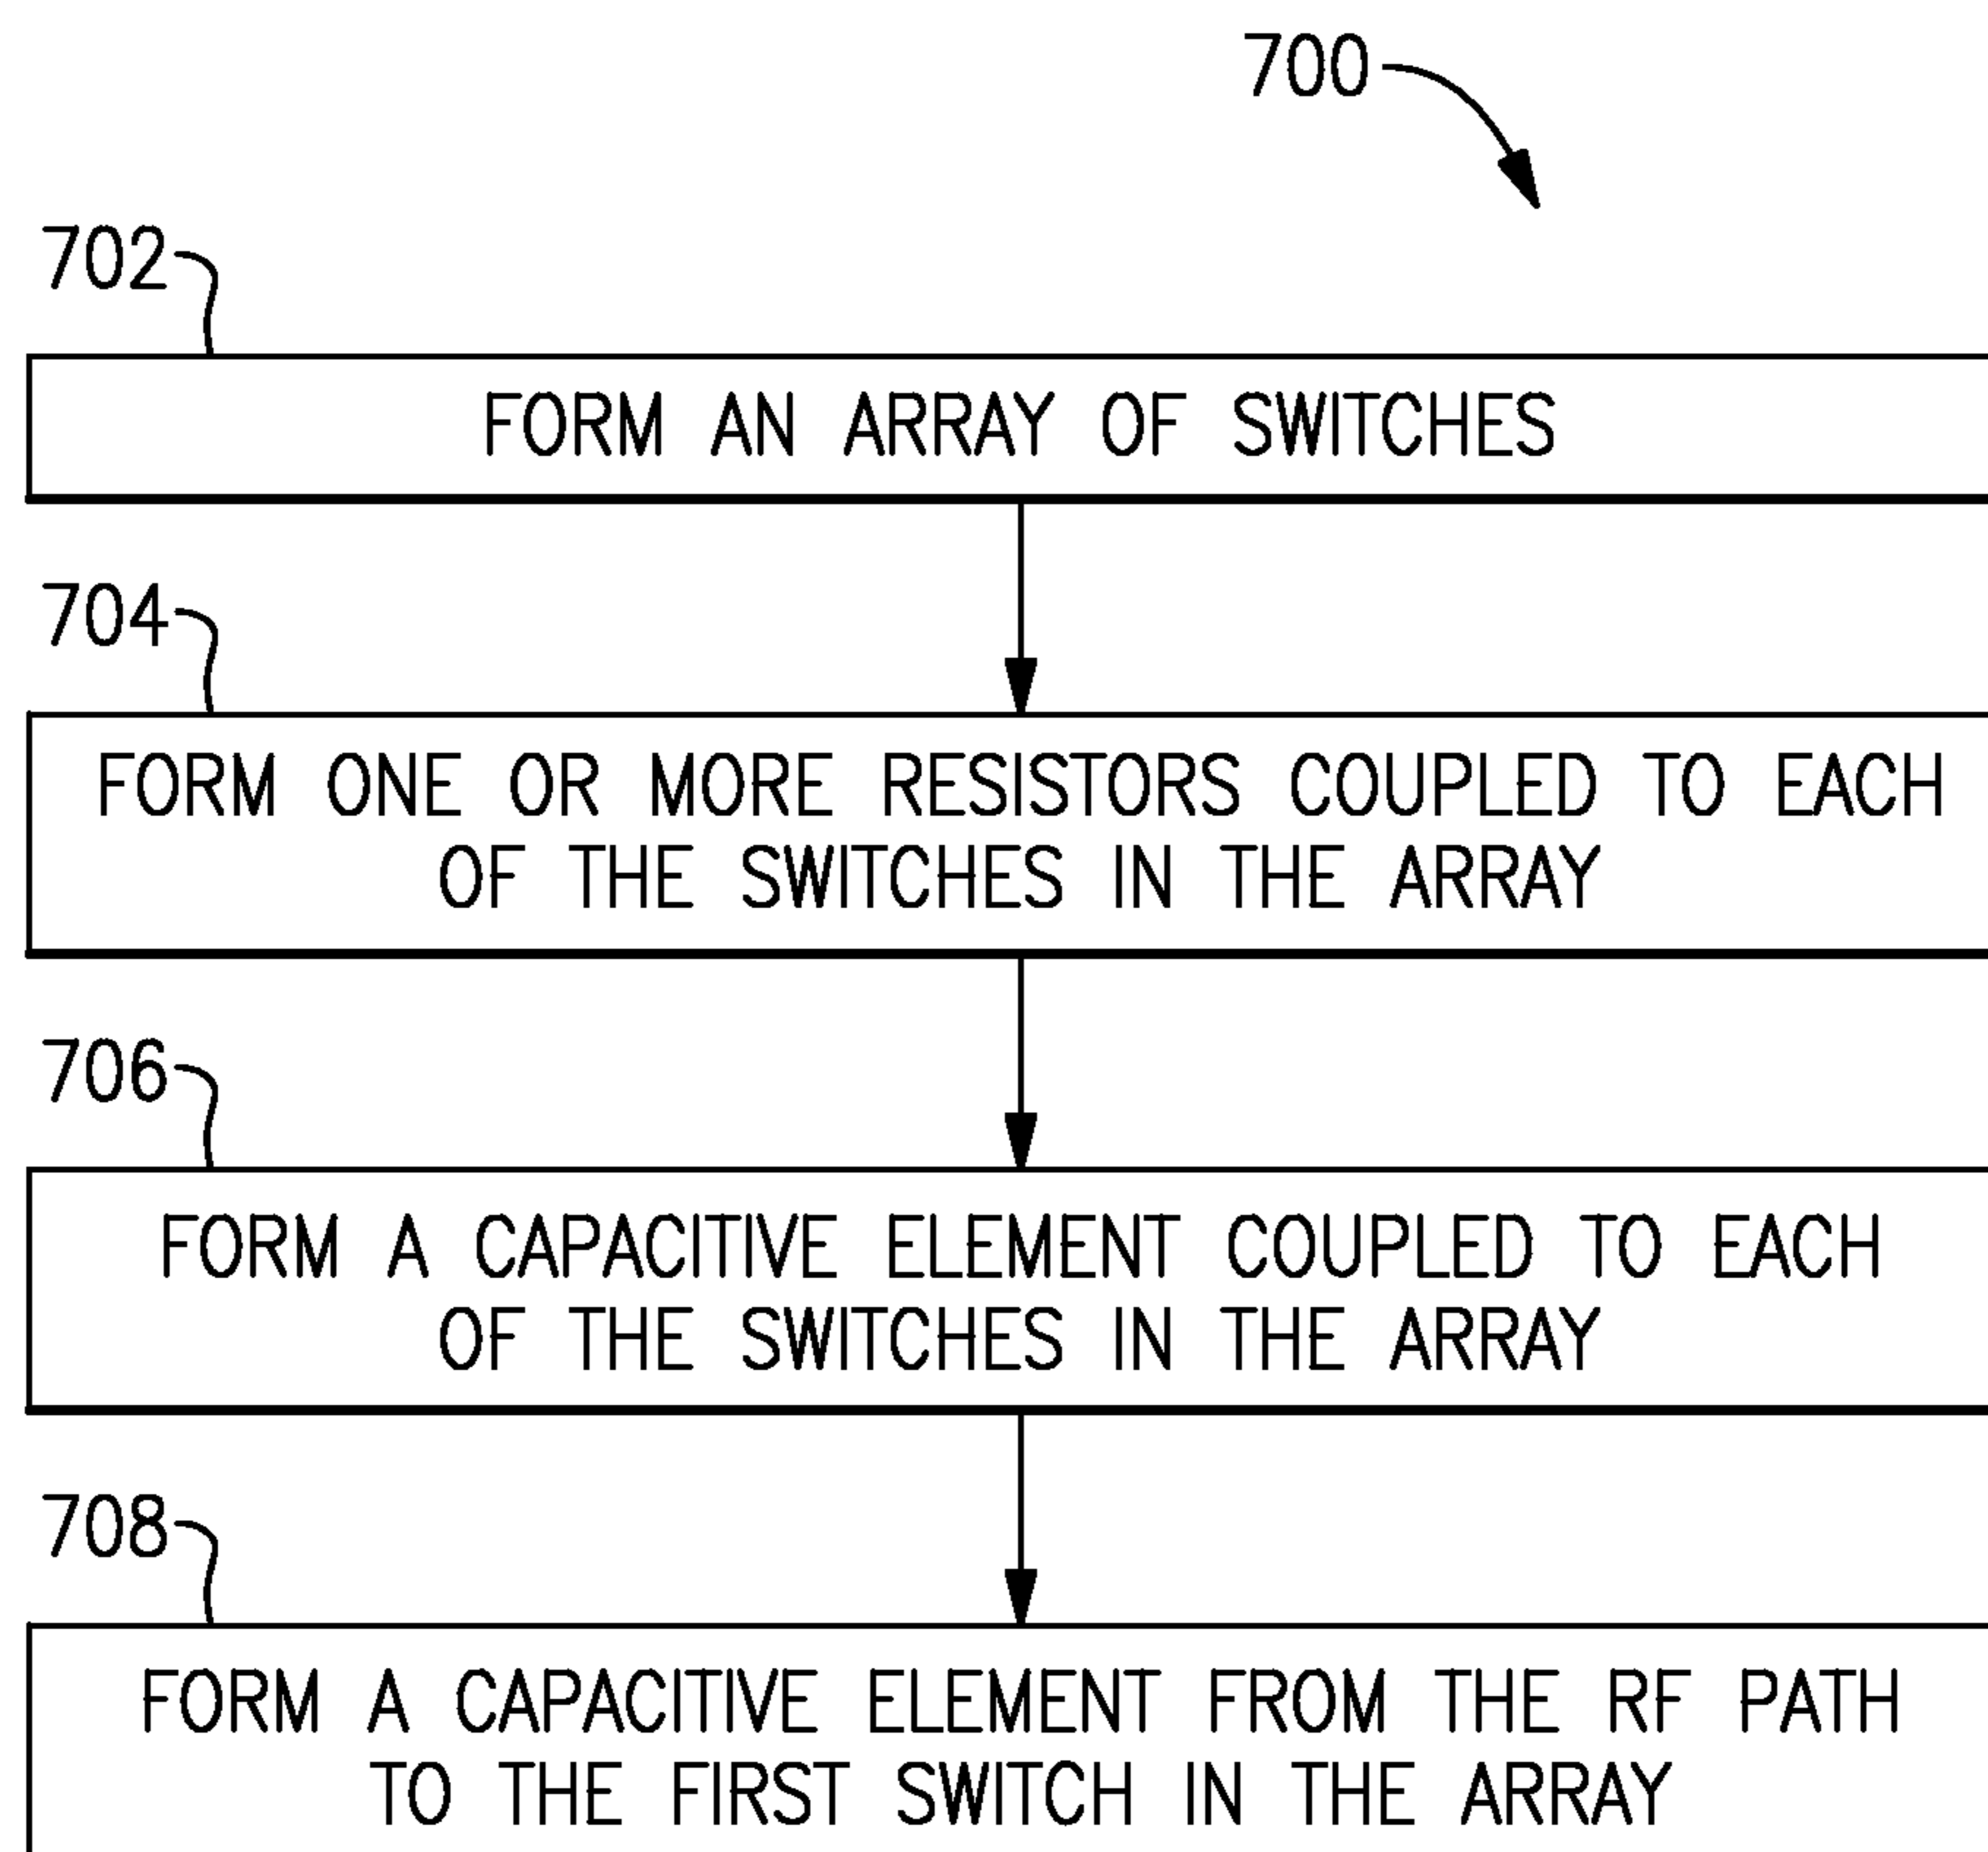 700
702
FORM AN ARRAY OF SWITCHES
704
FORM ONE OR MORE RESISTORS COUPLED TO EACH
OF THE SWITCHES IN THE ARRAY
706
FORM A CAPACITIVE ELEMENT COUPLED TO EACH
OF THE SWITCHES IN THE ARRAY
708
FORM A CAPACITIVE ELEMENT FROM THE RF PATH
TO THE FIRST SWITCH IN THE ARRAY